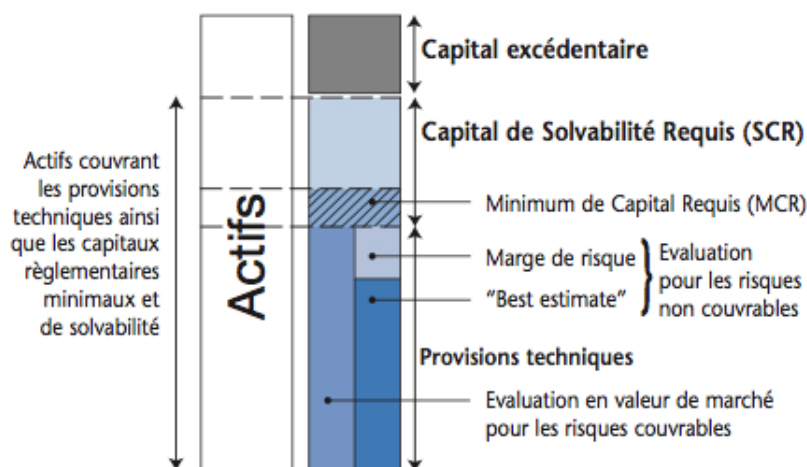 Capital excédentaire
Capital de Solvabilité Requis (SCR)
Actifs couvrant
les provisions
techniques ainsi
que les capitaux
règlementaires
minimaux et
de solvabilité
Actifs
Minimum de Capital Requis (MCR)
Marge de risque
"Best estimate"
Evaluation
pour les risques
non couvrables
Provisions techniques
Evaluation en valeur de marché
pour les risques couvrables